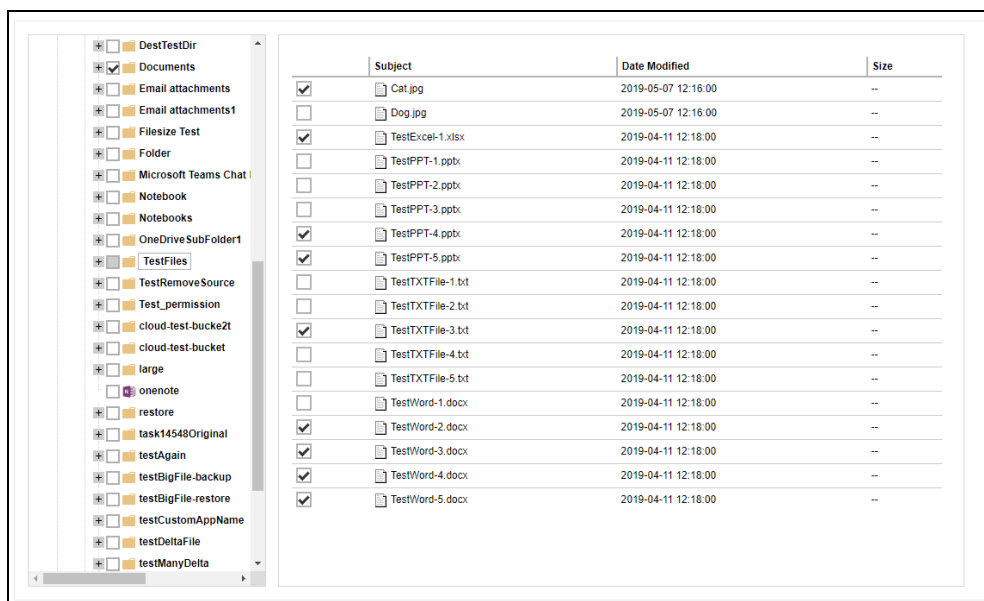 DestTestDir
Documents
Email attachments
Email attachments1
Filesize Test
Folder
Microsoft Teams Chat
Notebook
Notebooks
OneDriveSubFolder1
TestFiles
TestRemoveSource
Test_permission
cloud-test-bucke2t
cloud-test-bucket
large
onenote
restore
task14548Original
testAgain
testBigFile-backup
testBigFile-restore
testCustomAppName
testDeltaFile
testManyDelta
Subject Date Modified Size
Cat.jpg 2019-05-07 12:16:00 --
Dog.jpg 2019-05-07 12:16:00 --
TestExcel-1.xlsx 2019-04-11 12:18:00 --
TestPPT-1.pptx 2019-04-11 12:18:00 --
TestPPT-2.pptx 2019-04-11 12:18:00 --
TestPPT-3.pptx 2019-04-11 12:18:00 --
TestPPT-4.pptx 2019-04-11 12:18:00 --
TestPPT-5.pptx 2019-04-11 12:18:00 --
TestTXTFile-1.txt 2019-04-11 12:18:00 --
TestTXTFile-2.txt 2019-04-11 12:18:00 --
TestTXTFile-3.txt 2019-04-11 12:18:00 --
TestTXTFile-4.txt 2019-04-11 12:18:00 --
TestTXTFile-5.txt 2019-04-11 12:18:00 --
TestWord-1.docx 2019-04-11 12:18:00 --
TestWord-2.docx 2019-04-11 12:18:00 --
TestWord-3.docx 2019-04-11 12:18:00 --
TestWord-4.docx 2019-04-11 12:18:00 --
TestWord-5.docx 2019-04-11 12:18:00 --